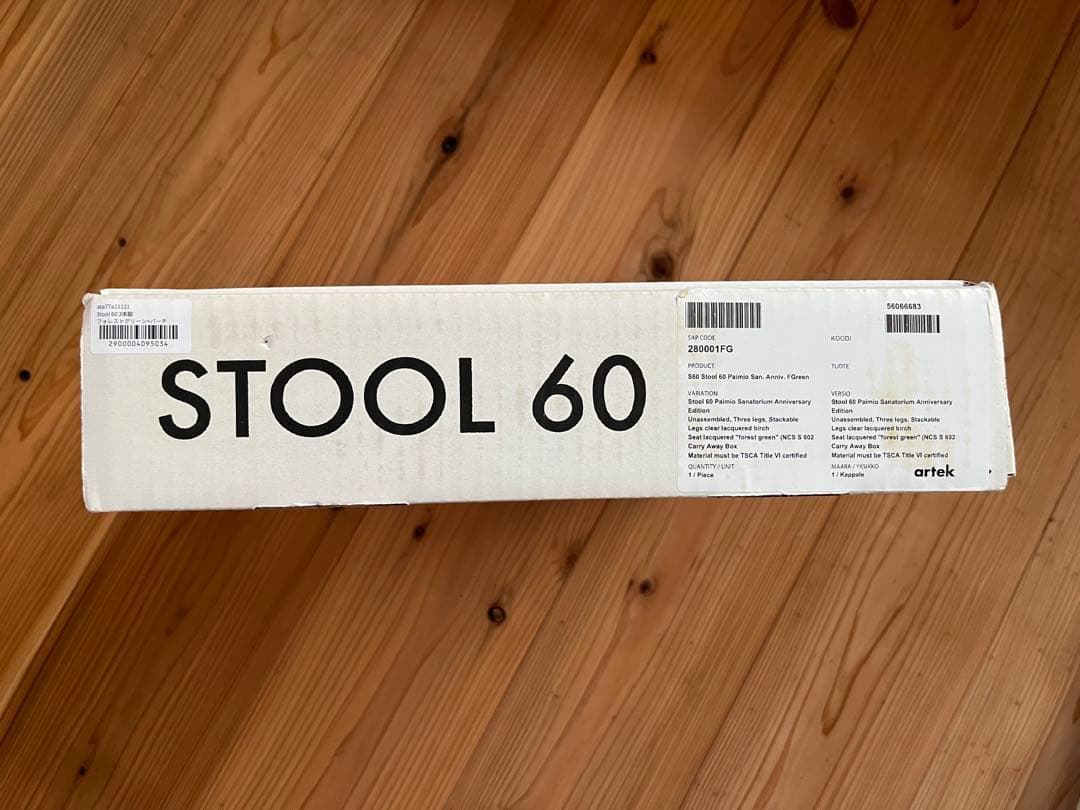 Stool 60 3本脚
フォレストグリーン×バーチ
2900004095034
STOOL 60
SAP CODE
280001FG
PRODUCT
S60 Stool 60 Paimio San. Anniv. FGreen
VARIATION
Stool 60 Paimio Sanatorium Anniversary
Edition
Unassembled, Three legs, Stackable
Legs clear lacquered birch
Seat lacquered "forest green" (NCS S 602
Carry Away Box
Material must be TSCA Title VI certified
QUANTITY / UNIT
1 / Piece
56066683
KOODI
TUOTE
VERSIO
Stool 60 Paimio Sanatorium Anniversary
Edition
Unassembled, Three legs, Stackable
Legs clear lacquered birch
Seat lacquered "forest green" (NCS S 602
Carry Away Box
Material must be TSCA Title VI certified
MAARA / YKSIKKO
1 / Kappale
artek